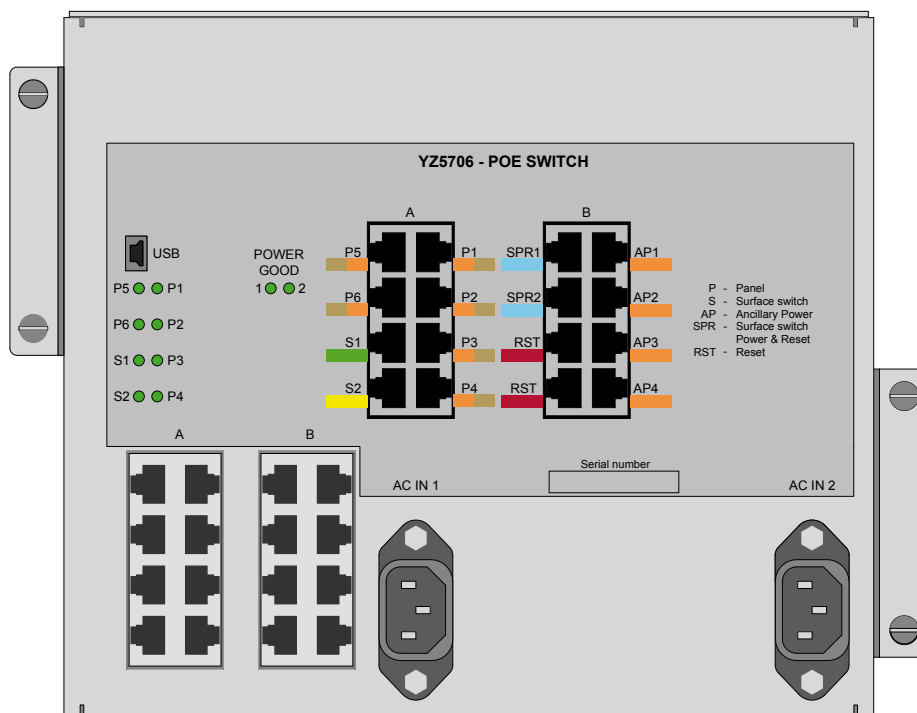 YZ5706 - POE SWITCH
A B
USB
POWER
GOOD
1 2
P5 P1
P6 P2
S1 P3
S2 P4
P5 P1 SPR1 AP1
P6 P2 SPR2 AP2
S1 P3 RST AP3
S2 P4 RST AP4
P - Panel
S - Surface switch
AP - Ancillary Power
SPR - Surface switch
Power & Reset
RST - Reset
A B
Serial number
AC IN 1
AC IN 2